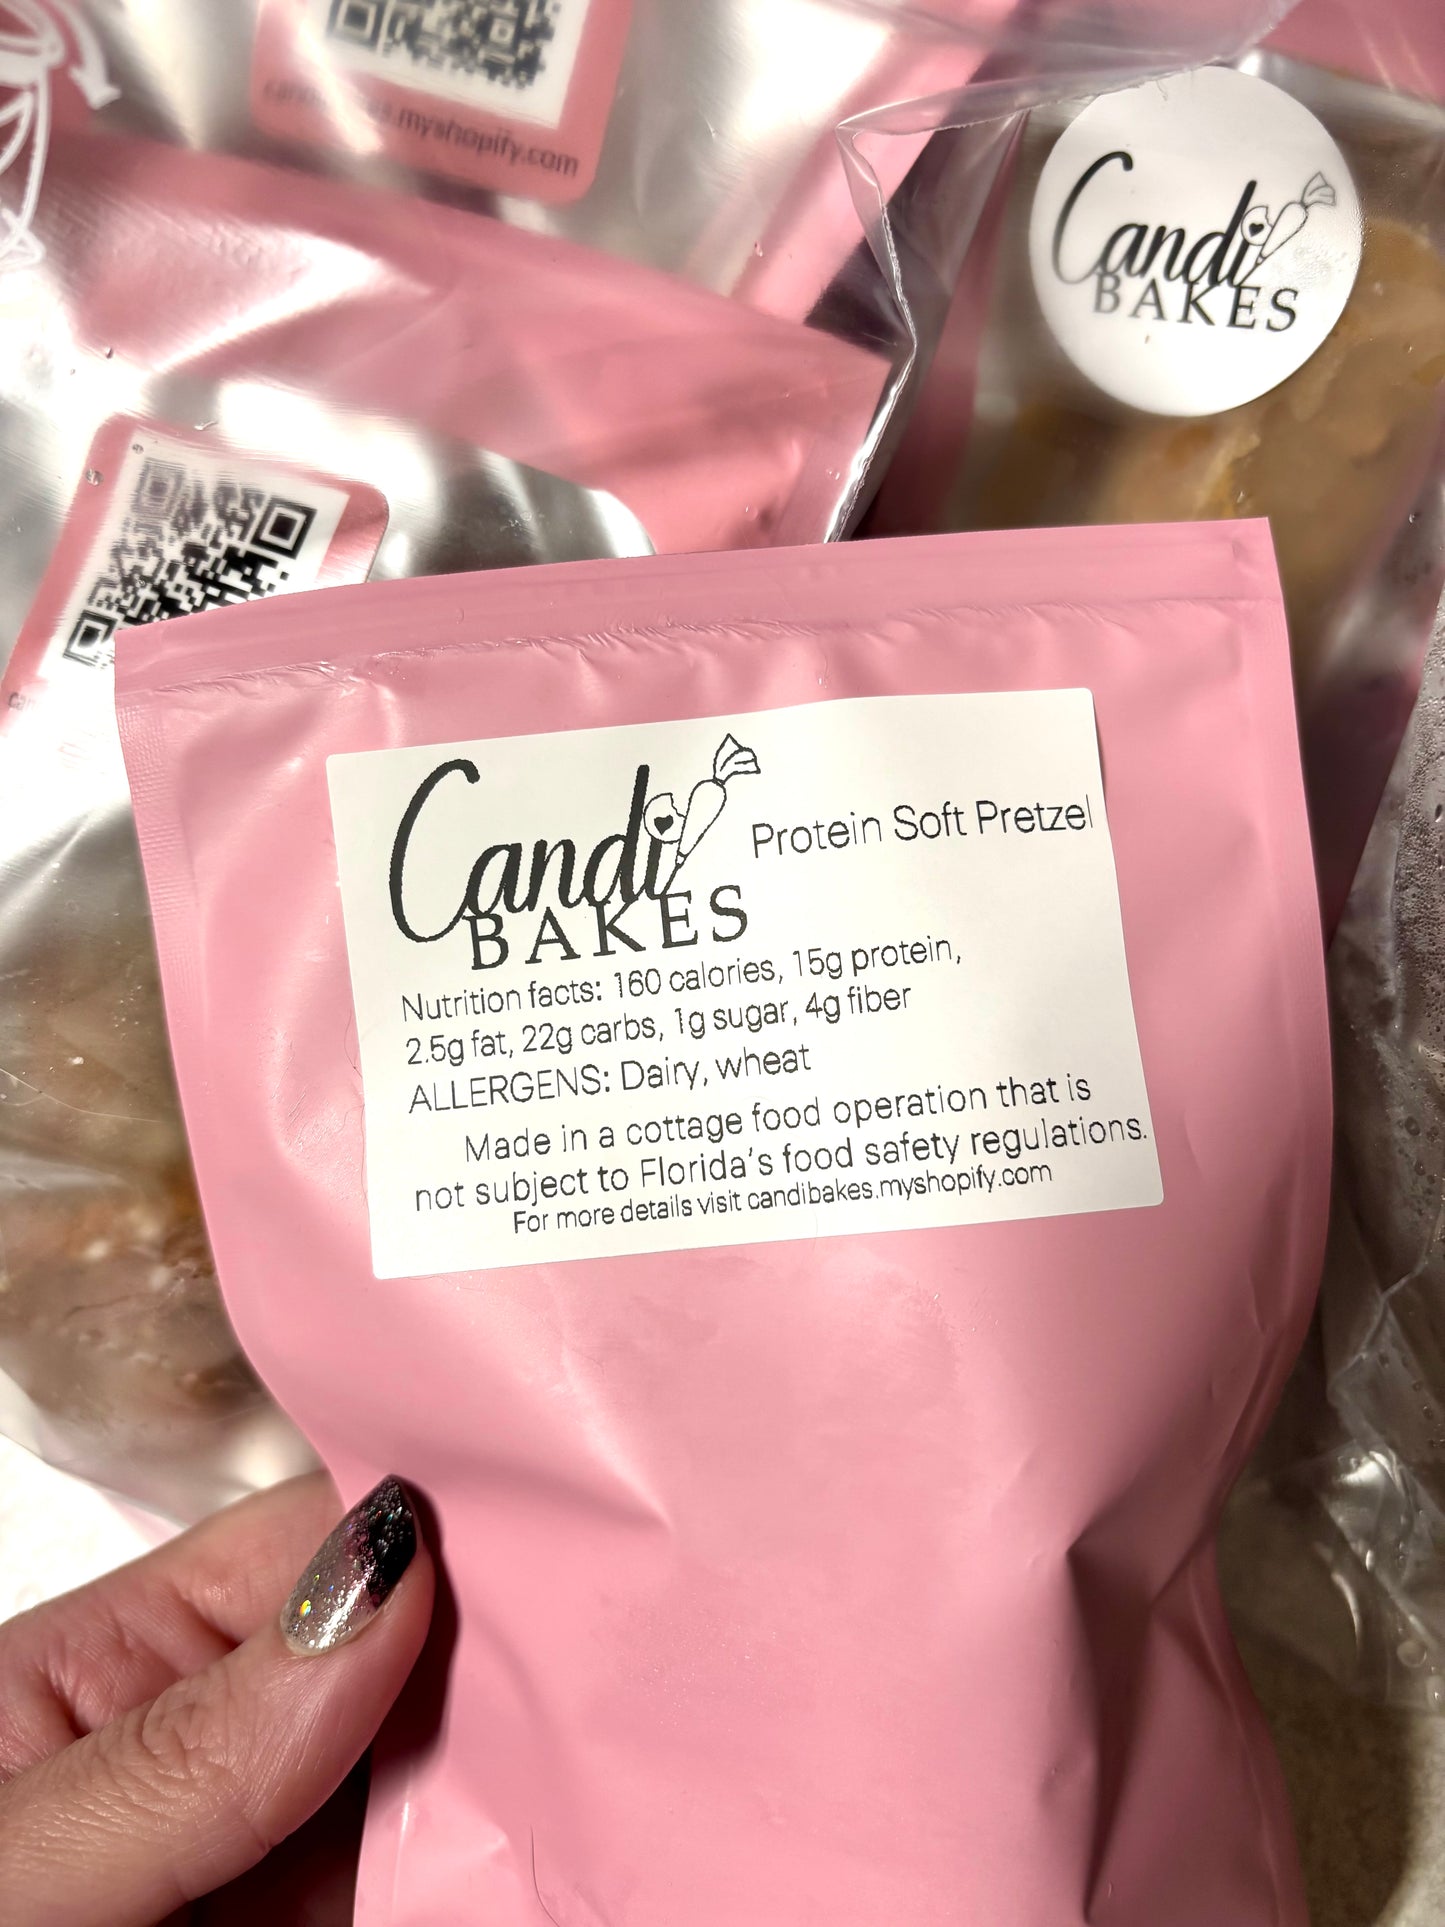 myshopify.com
Candi
BAKES
Candi
BAKES
Protein Soft Pretzel
Nutrition facts: 160 calories, 15g protein,
2.5g fat, 22g carbs, 1g sugar, 4g fiber
ALLERGENS: Dairy, wheat
Made in a cottage food operation that is
not subject to Florida's food safety regulations.
For more details visit candibakes.myshopify.com